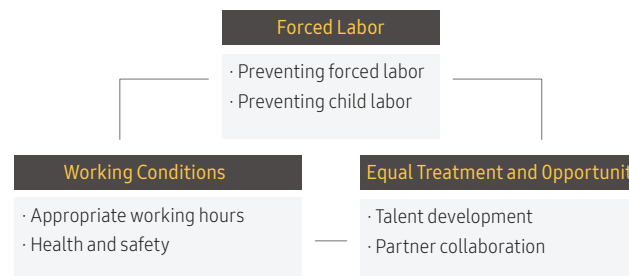 Forced Labor
· Preventing forced labor
· Preventing child labor
Working Conditions
· Appropriate working hours
· Health and safety
Equal Treatment and Opportunit
· Talent development
· Partner collaboration